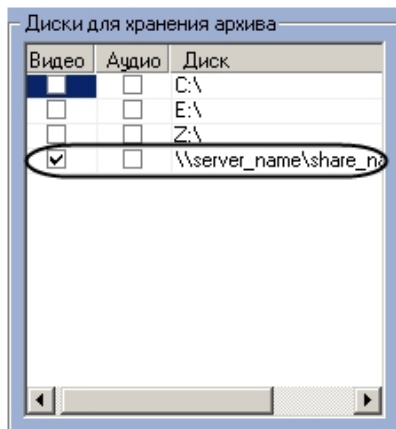 Диски для хранения архива
Видео Аудио Диск
C:\
E:\
Z:\
\\server_name\share_na